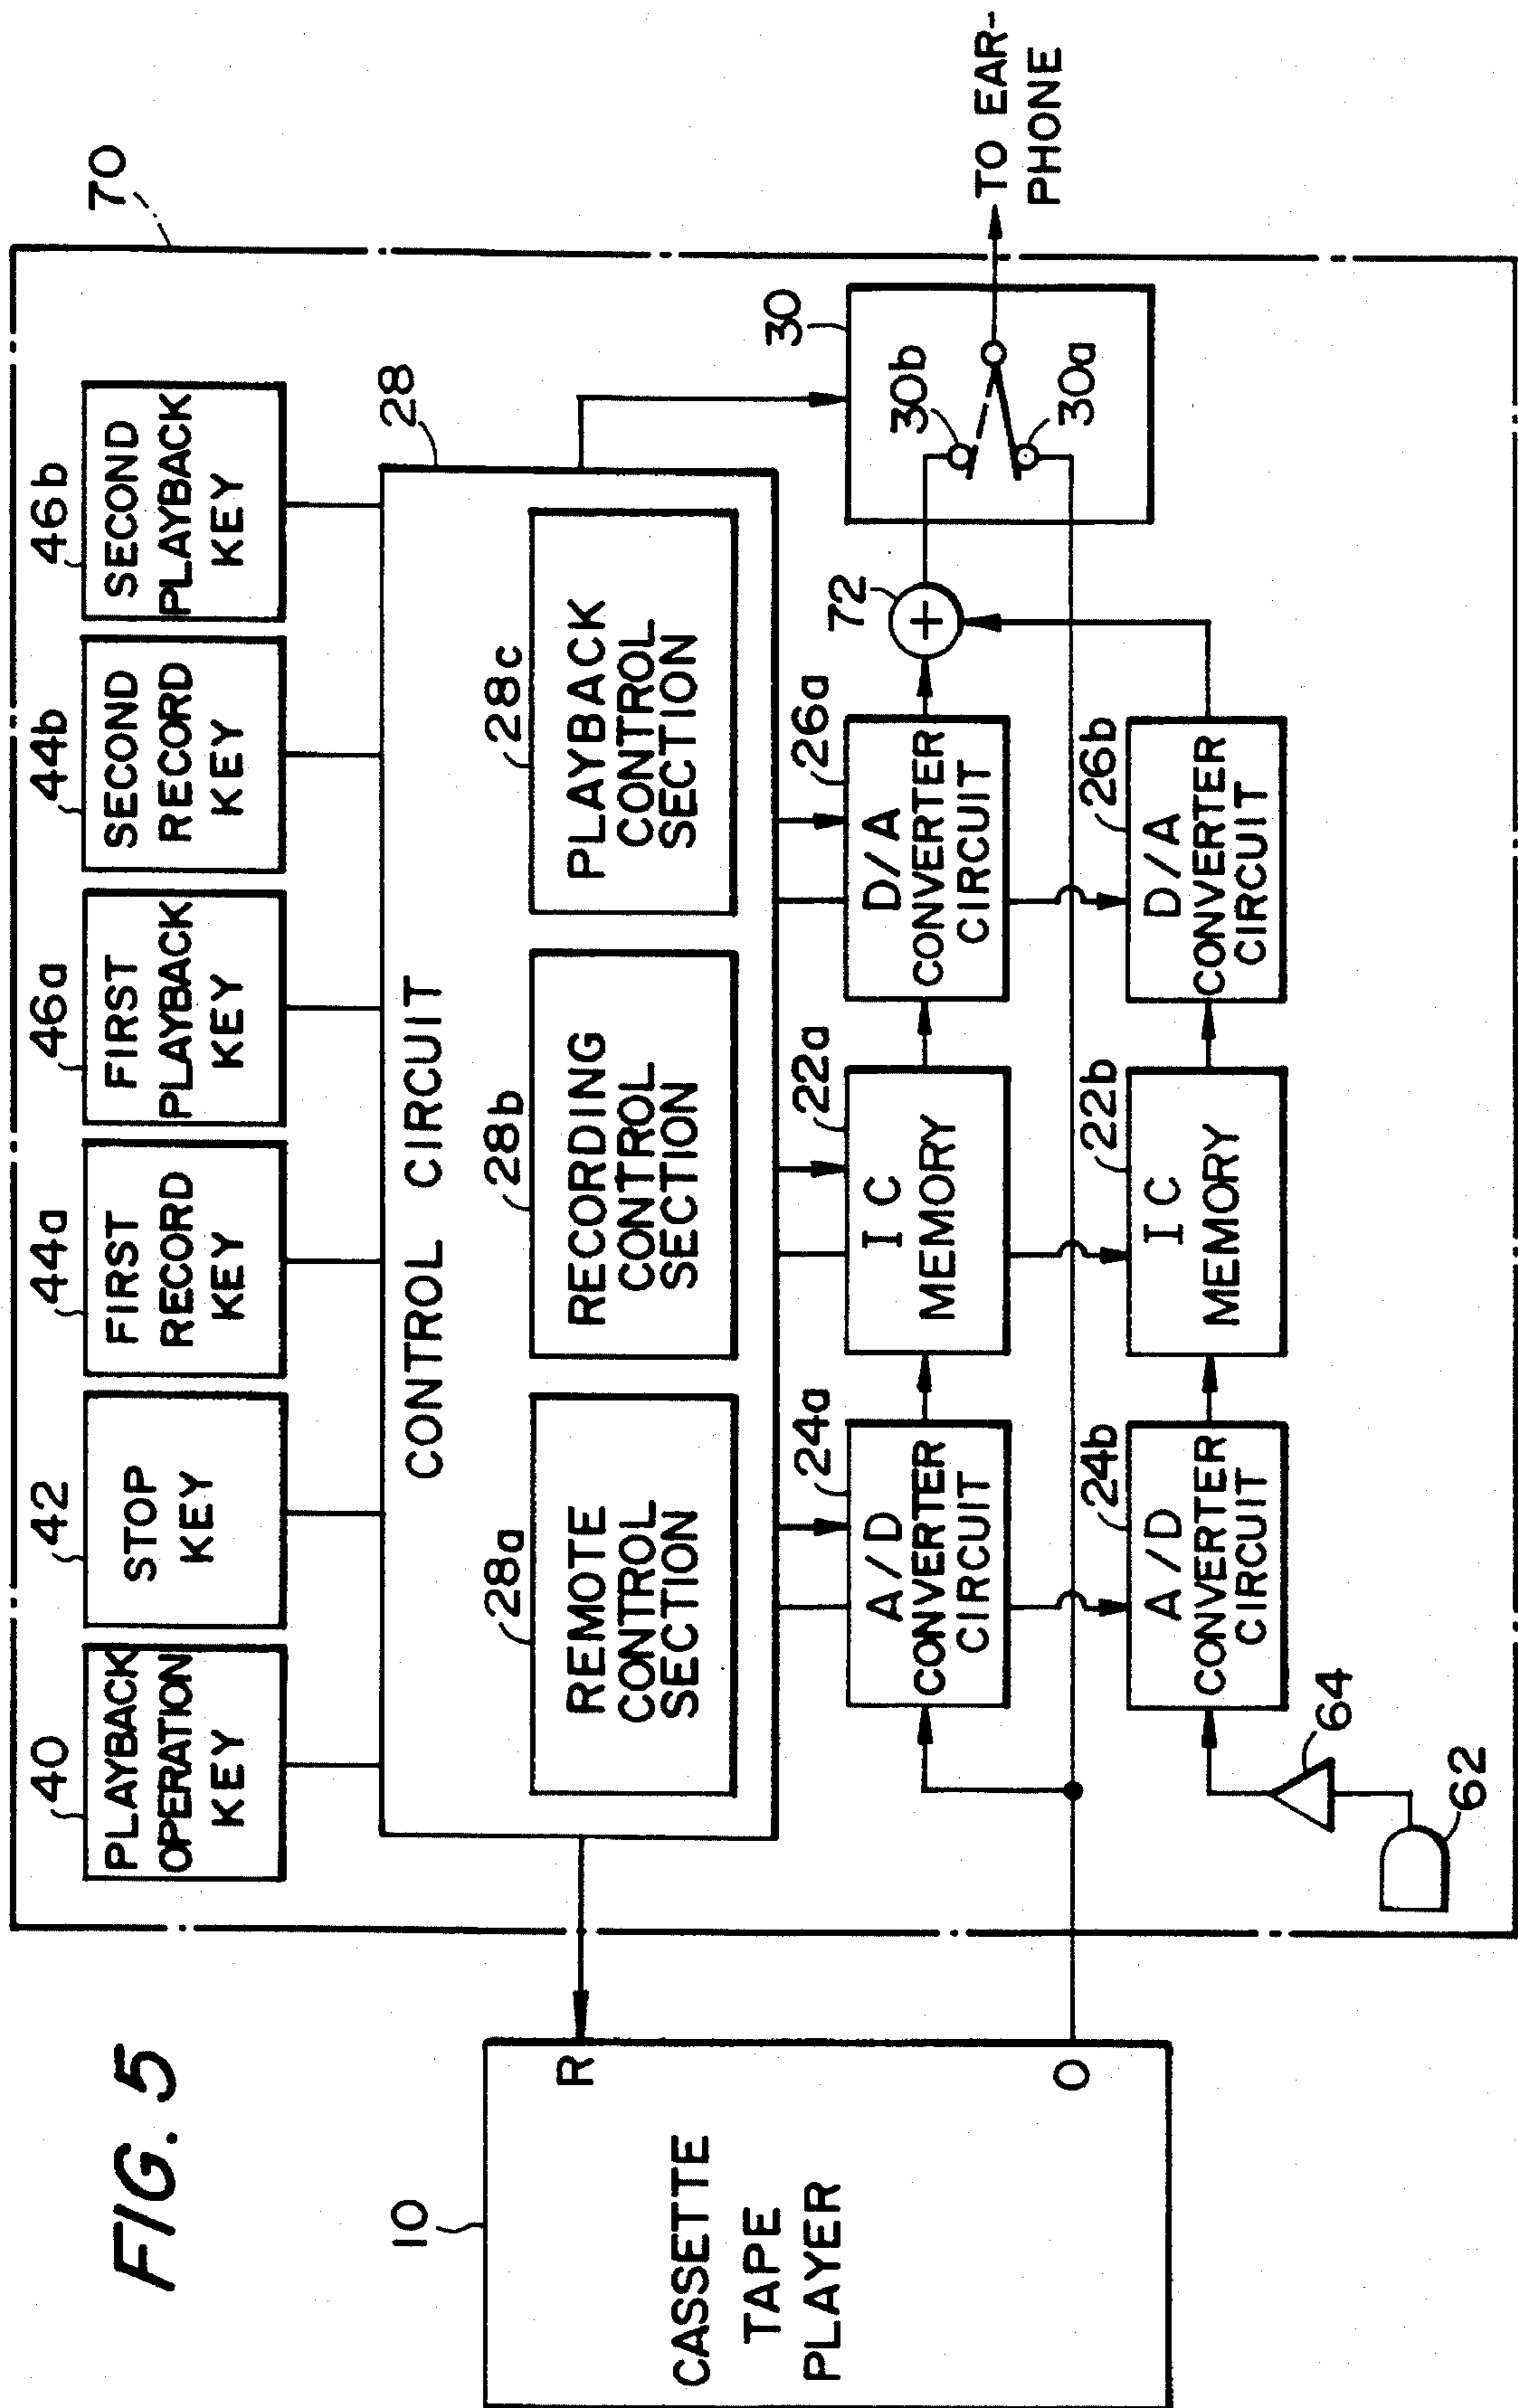 FIG. 5
70
40
42
44a
46a
44b
46b
PLAYBACK
OPERATION
KEY
STOP
KEY
FIRST
RECORD
KEY
FIRST
PLAYBACK
KEY
SECOND
RECORD
KEY
SECOND
PLAYBACK
KEY
28
CONTROL CIRCUIT
28a
28b
28c
REMOTE
CONTROL
SECTION
RECORDING
CONTROL
SECTION
PLAYBACK
CONTROL
SECTION
10
R
CASSETTE
TAPE
PLAYER
O
24a
22a
26a
72
30
A/D
CONVERTER
CIRCUIT
IC
MEMORY
D/A
CONVERTER
CIRCUIT
+
30b
30a
TO EAR-
PHONE
24b
22b
26b
A/D
CONVERTER
CIRCUIT
IC
MEMORY
D/A
CONVERTER
CIRCUIT
64
62